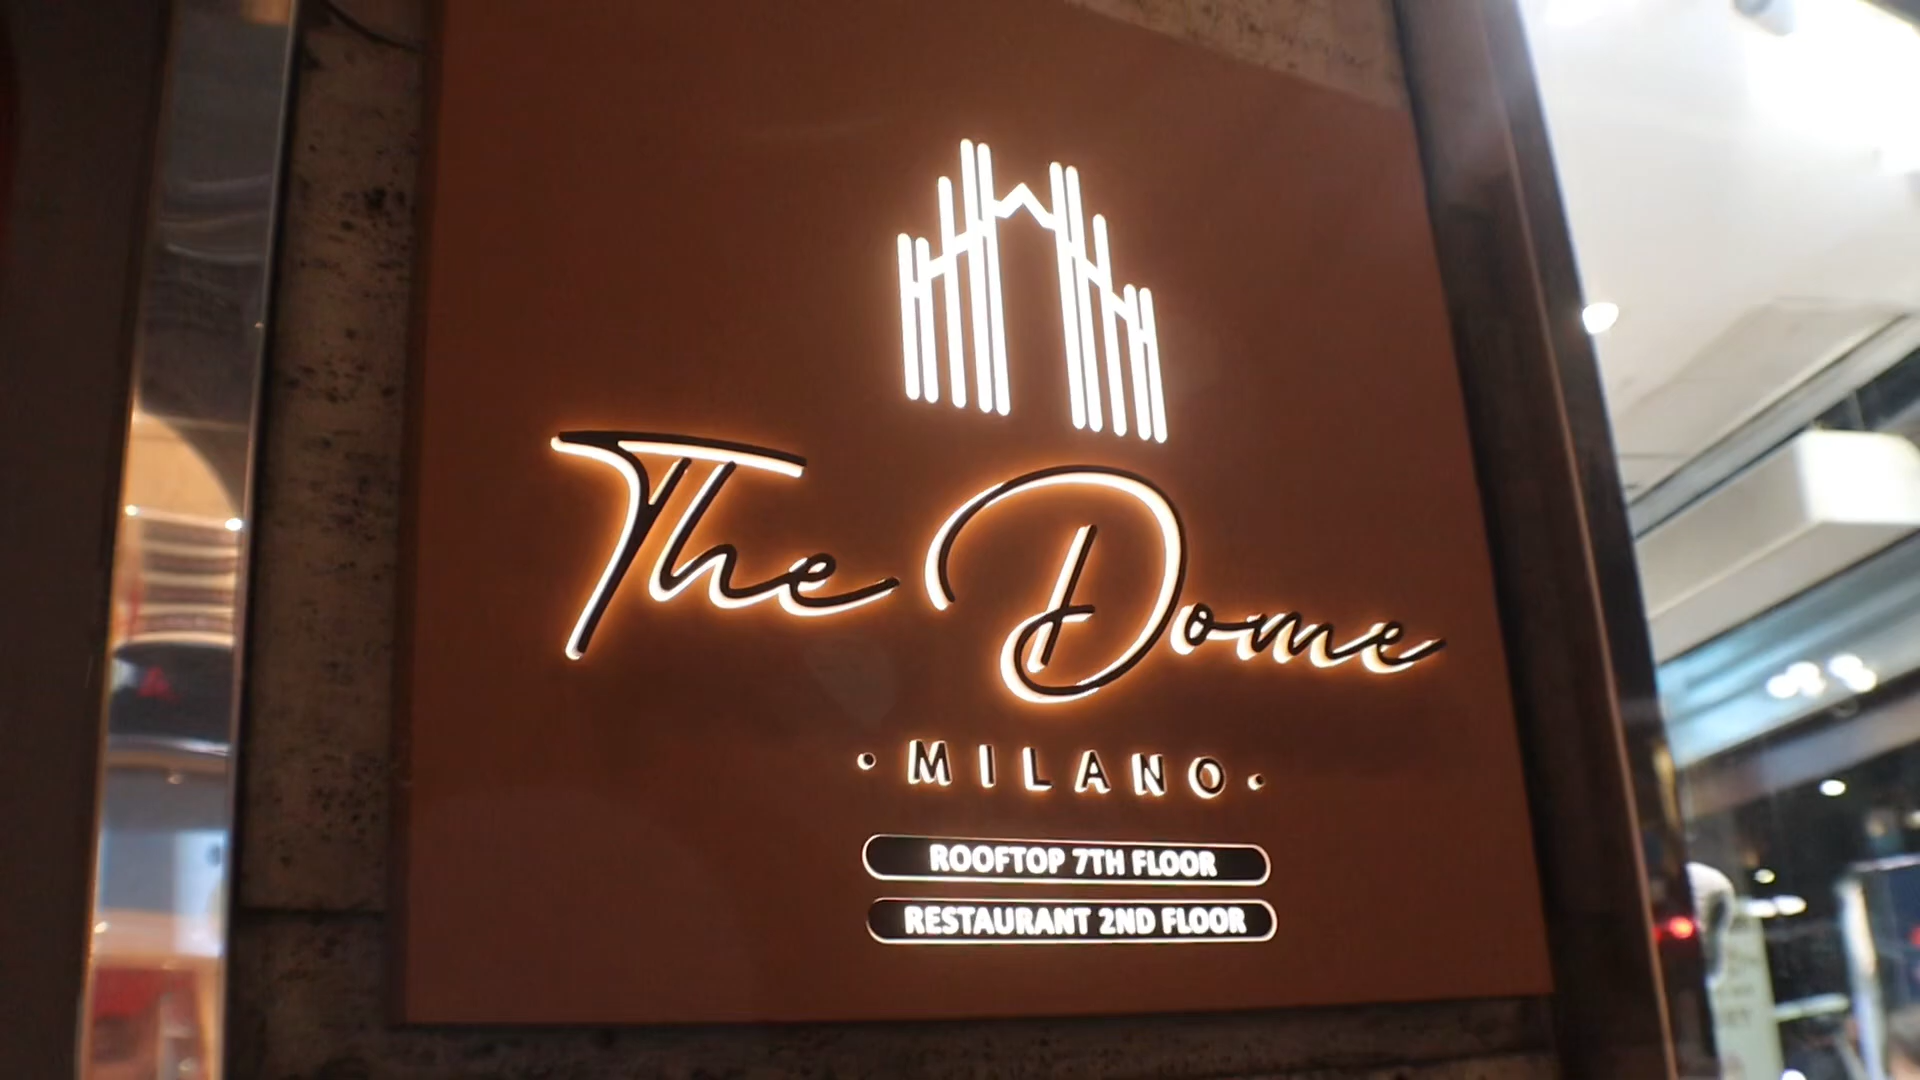 The Dome
• MILANO •
ROOFTOP 7TH FLOOR
RESTAURANT 2ND FLOOR